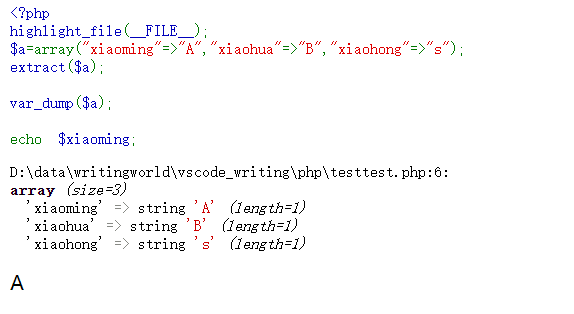 <?php
highlight_file(__FILE__);
$a=array("xiaoming"=>"A","xiaohua"=>"B","xiaohong"=>"s");
extract($a);
var_dump($a);
echo  $xiaoming;
D:\data\writingworld\vscode_writing\php\testtest.php:6:
array (size=3)
  'xiaoming' => string 'A' (length=1)
  'xiaohua' => string 'B' (length=1)
  'xiaohong' => string 's' (length=1)
A